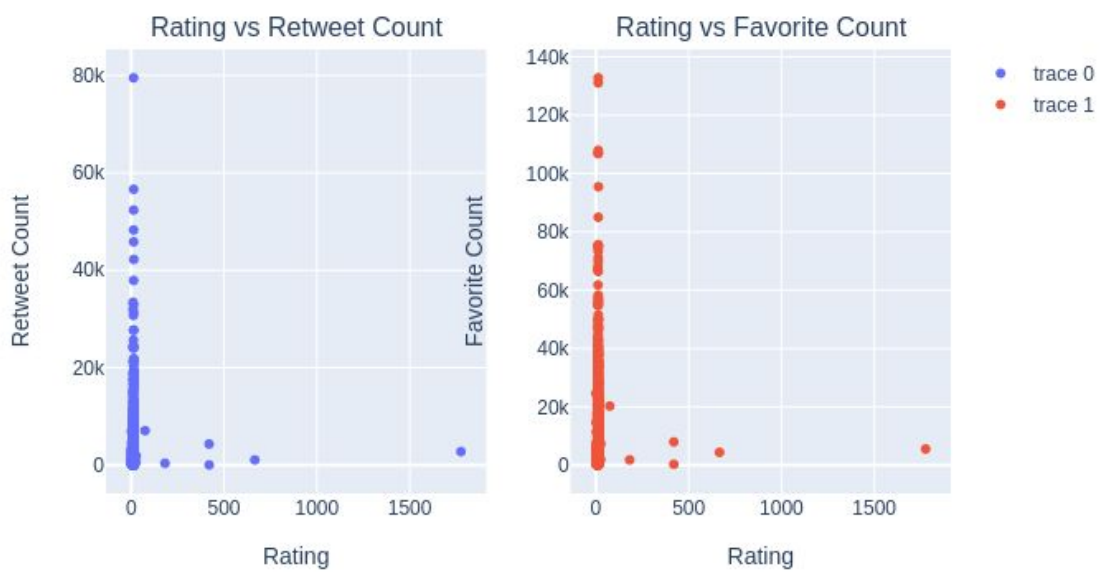 Rating vs Retweet Count
Rating vs Favorite Count
80k
60k
40k
20k
0
Retweet Count
0
500
1000
1500
Rating
140k
120k
100k
80k
60k
40k
20k
0
Favorite Count
0
500
1000
1500
Rating
trace 0
trace 1